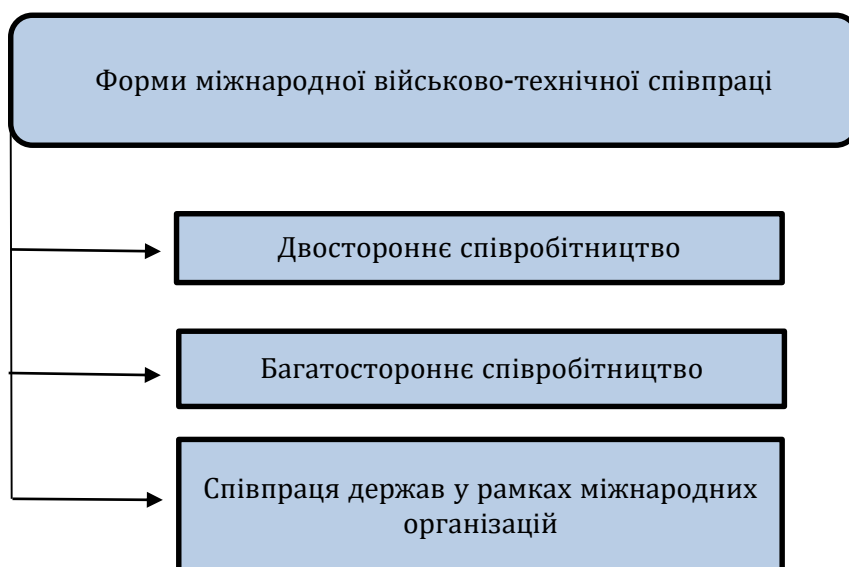 Форми міжнародної військово-технічної співпраці
Двостороннє співробітництво
Багатостороннє співробітництво
Співпраця держав у рамках міжнародних
організацій